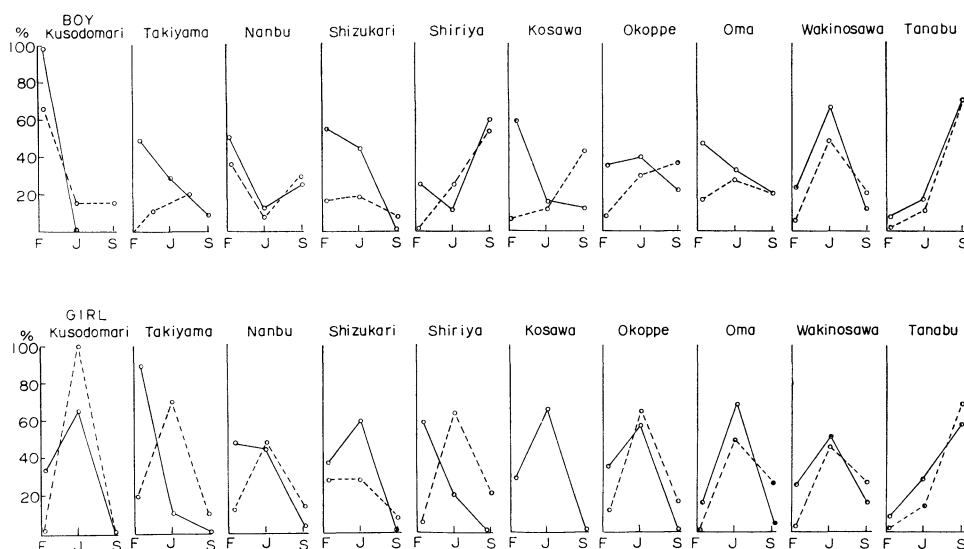 BOY
% Kusodomari Takiyama Nanbu Shizukari Shiriya Kosawa Okoppe Oma Wakinosawa Tanabu
100
80
60
40
20
F J S F J S F J S F J S F J S F J S F J S F J S F J S F J S
GIRL
% Kusodomari Takiyama Nanbu Shizukari Shiriya Kosawa Okoppe Oma Wakinosawa Tanabu
100
80
60
40
20
F J S F J S F J S F J S F J S F J S F J S F J S F J S F J S